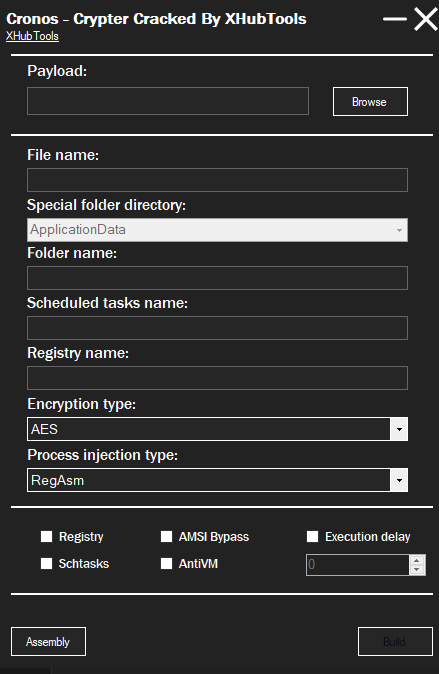 Cronos - Crypter Cracked By XHubTools
XHubTools
Payload:
Browse
File name:
Special folder directory:
ApplicationData
Folder name:
Scheduled tasks name:
Registry name:
Encryption type:
AES
Process injection type:
RegAsm
Registry AMSI Bypass Execution delay
Schtasks AntiVM 0
Assembly Build